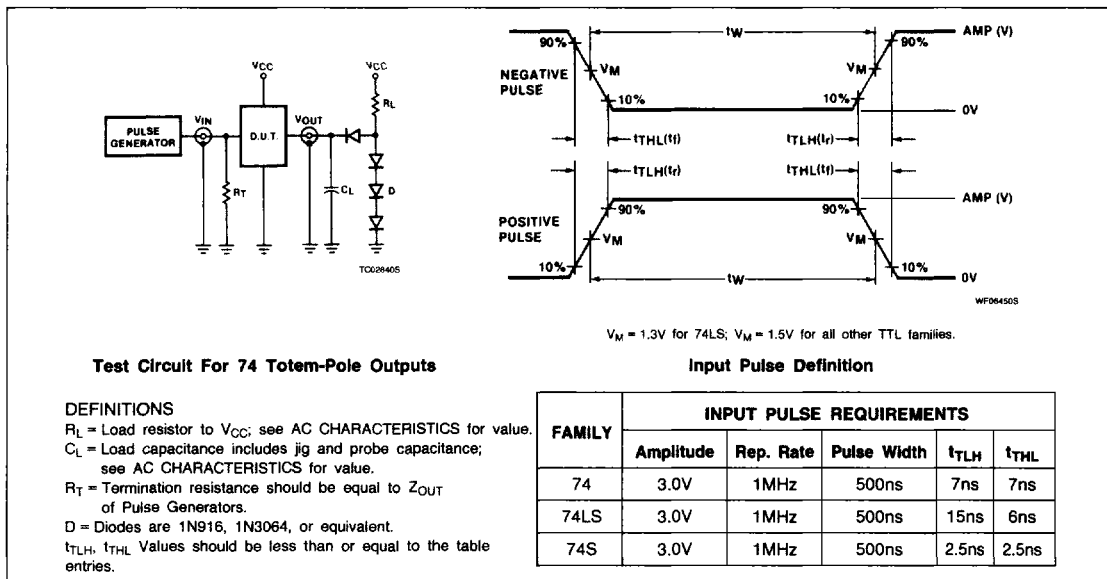 VCC
VCC
RL
PULSE
GENERATOR
VIN
D.U.T.
VOUT
RT
CL
D
TC02840S
90%
tW
90%
AMP (V)
NEGATIVE
PULSE
VM
VM
10%
10%
0V
tTHL(tf)
tTLH(tr)
tTLH(tr)
tTHL(tf)
AMP (V)
90%
90%
POSITIVE
PULSE
VM
VM
10%
10%
tW
0V
WF06450S
VM = 1.3V for 74LS; VM = 1.5V for all other TTL families.
Test Circuit For 74 Totem-Pole Outputs
Input Pulse Definition
DEFINITIONS
RL = Load resistor to VCC; see AC CHARACTERISTICS for value.
CL = Load capacitance includes jig and probe capacitance;
see AC CHARACTERISTICS for value.
RT = Termination resistance should be equal to ZOUT
of Pulse Generators.
D = Diodes are 1N916, 1N3064, or equivalent.
tTLH, tTHL Values should be less than or equal to the table
entries.
FAMILY INPUT PULSE REQUIREMENTS
Amplitude Rep. Rate Pulse Width tTLH tTHL
74 3.0V 1MHz 500ns 7ns 7ns
74LS 3.0V 1MHz 500ns 15ns 6ns
74S 3.0V 1MHz 500ns 2.5ns 2.5ns